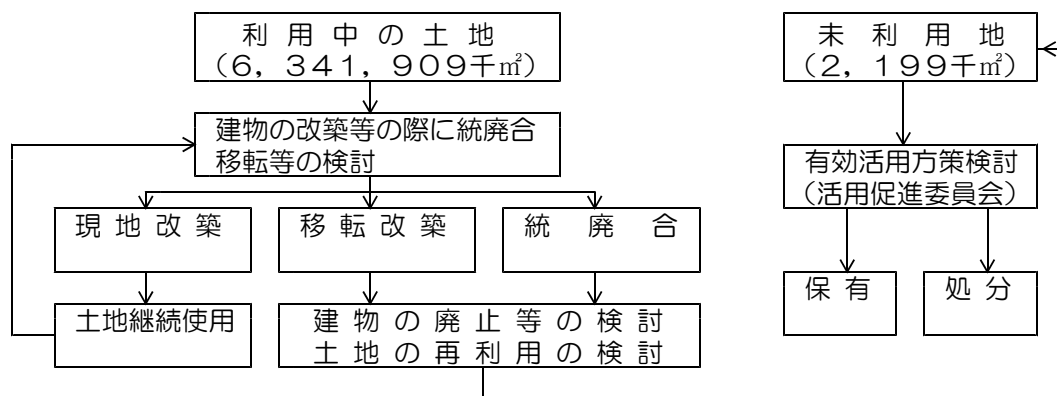 利用中の土地
(6,341,909千㎡)
未利用地
(2,199千㎡)
建物の改築等の際に統廃合
移転等の検討
有効活用方策検討
(活用促進委員会)
現地改築
移転改築
統廃合
保有
処分
土地継続使用
建物の廃止等の検討
土地の再利用の検討